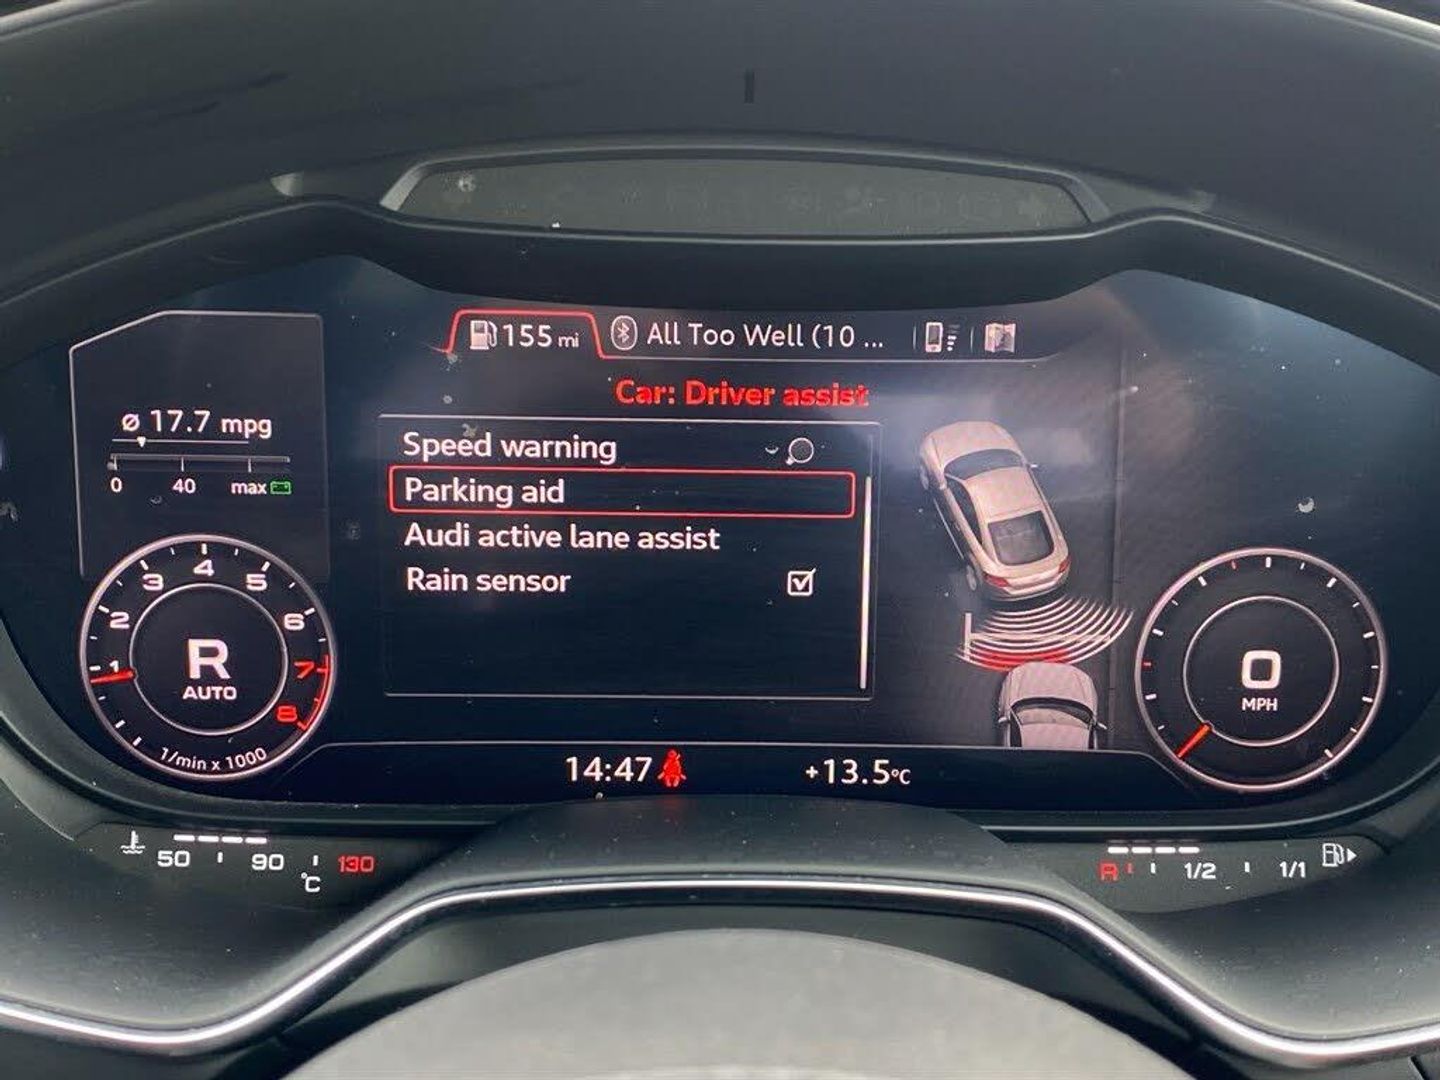 155 mi All Too Well (10 ...
Car: Driver assist
ø 17.7 mpg
0 40 max
Speed warning
Parking aid
Audi active lane assist
Rain sensor
1 2 3 4 5 6 7 8
R
AUTO
1/min x 1000
0
MPH
14:47 +13.5°C
50 90 130
°C
R 1/2 1/1